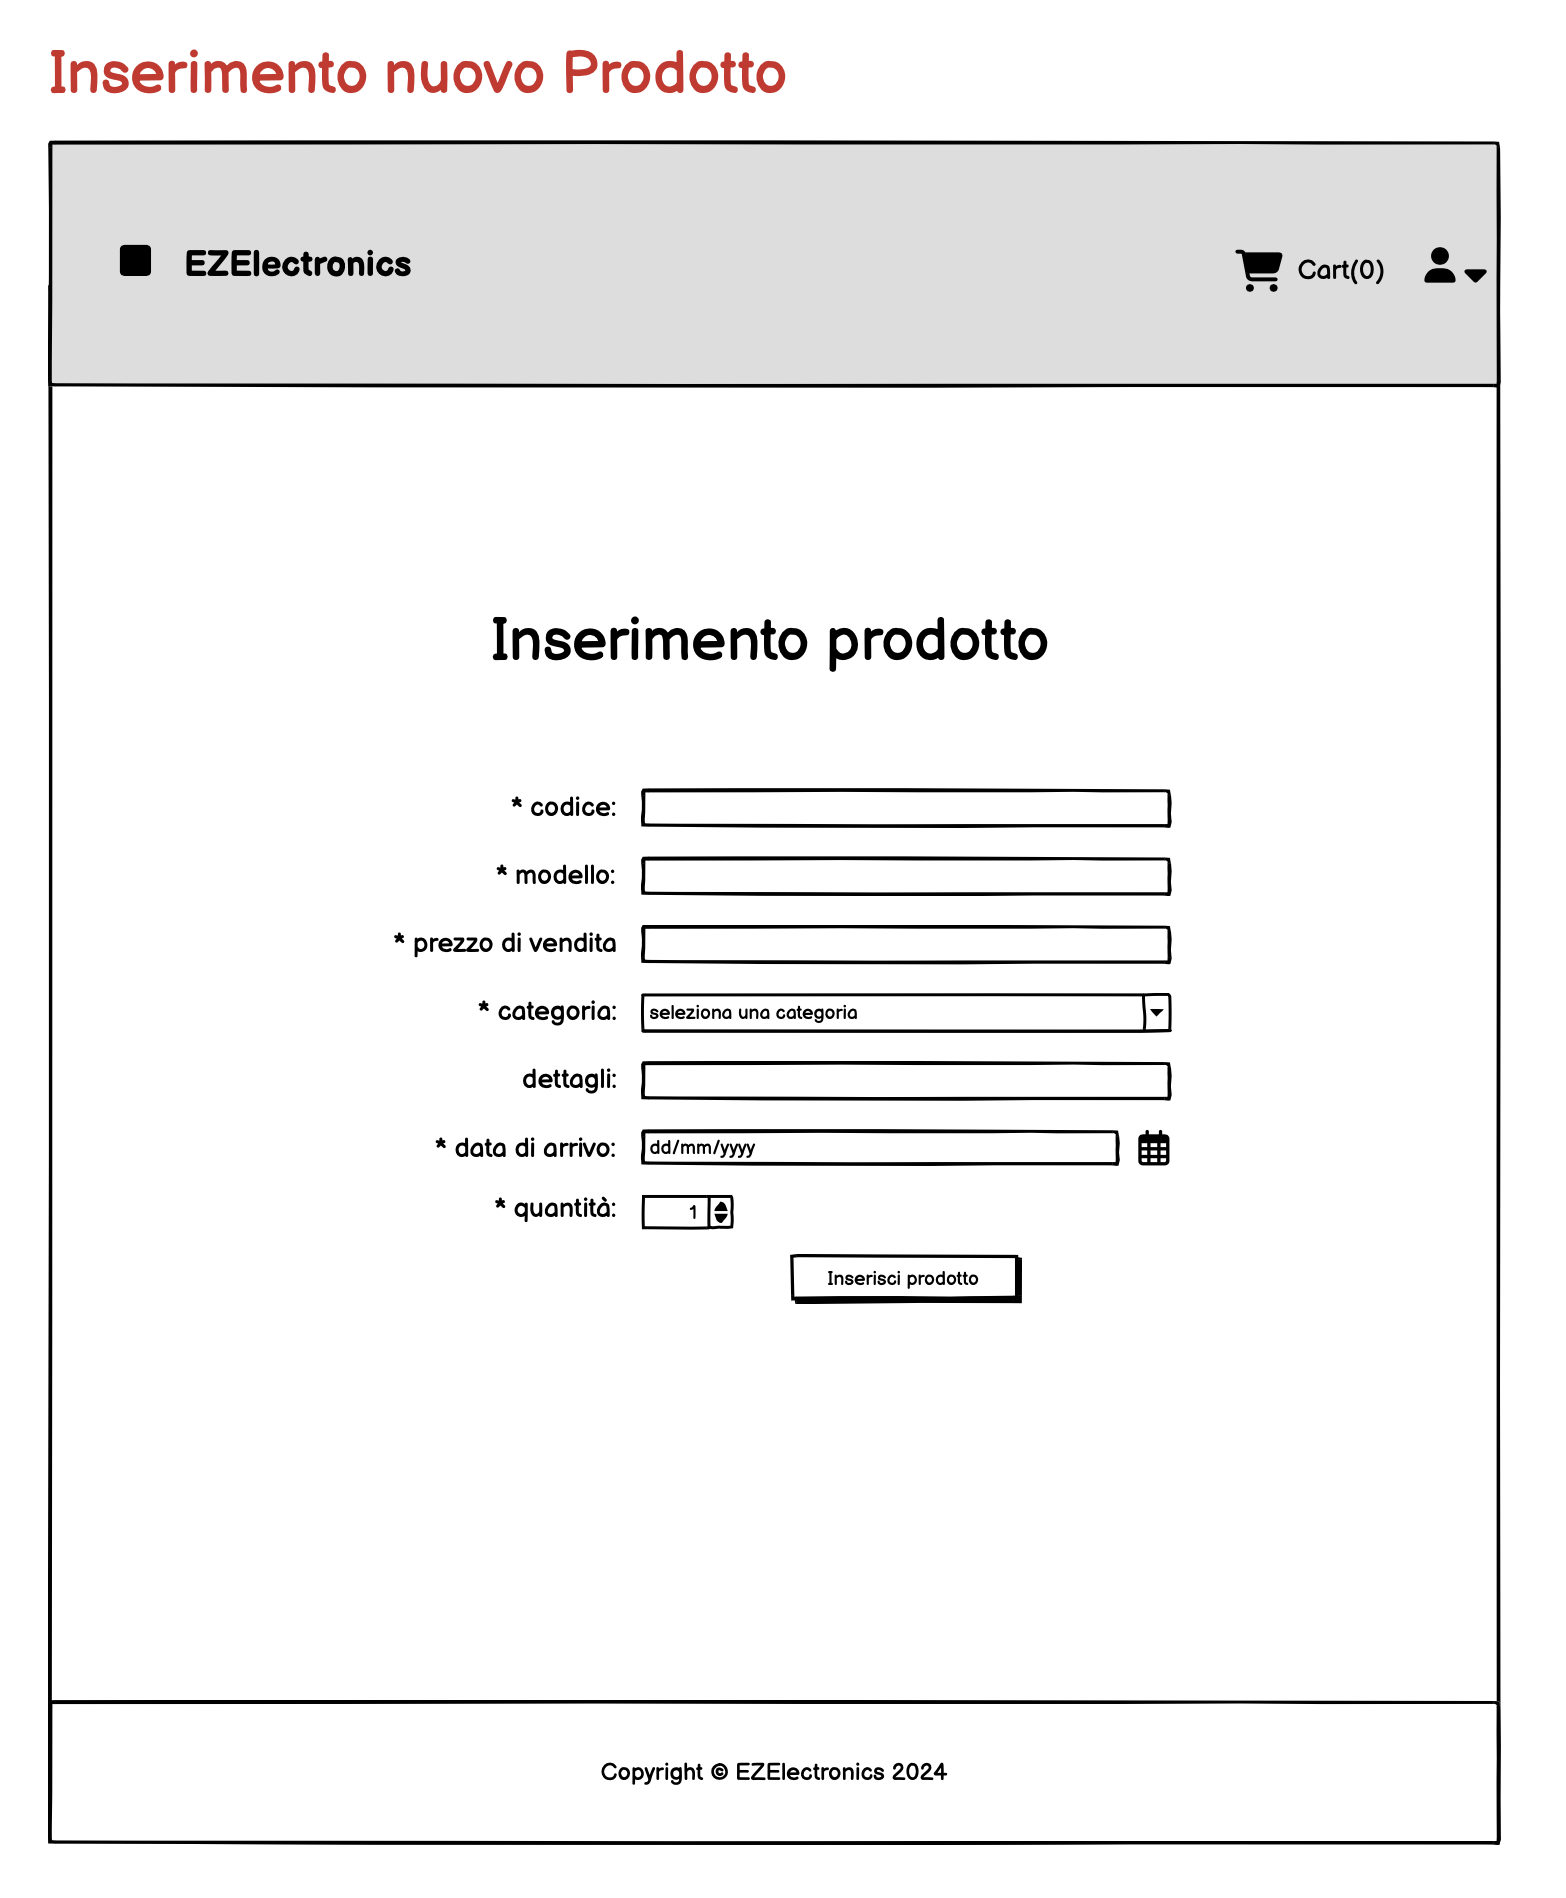 Inserimento nuovo Prodotto
EZElectronics
Cart(0)
Inserimento prodotto
* codice:
* modello:
* prezzo di vendita
* categoria: seleziona una categoria
dettagli:
* data di arrivo: dd/mm/yyyy
* quantità: 1
Inserisci prodotto
Copyright © EZElectronics 2024